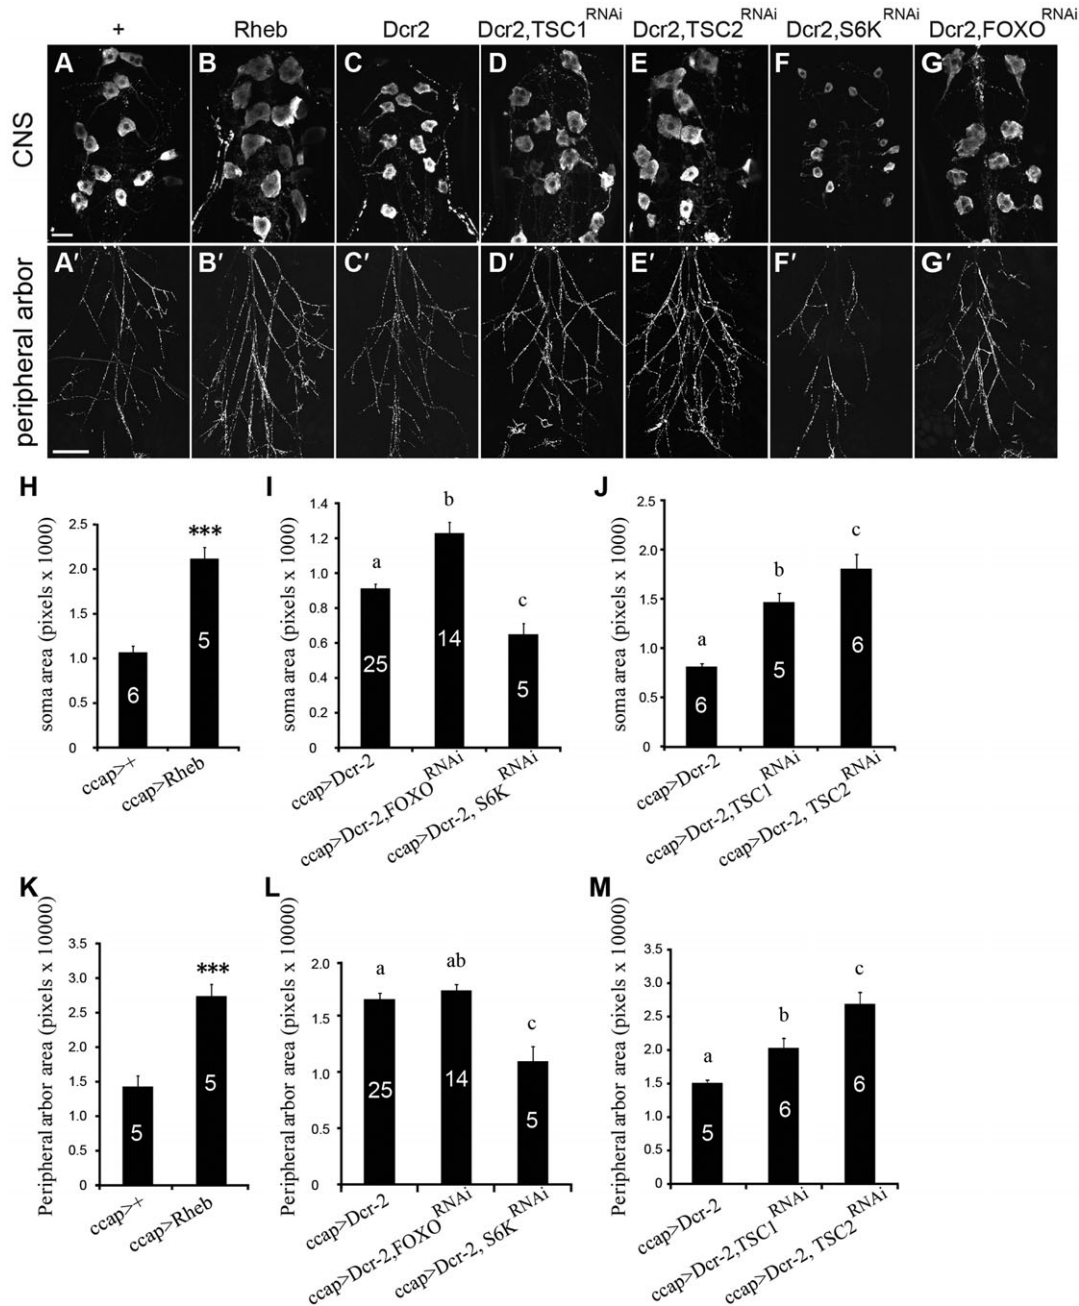 + Rheb Dcr2 Dcr2,TSC1RNAi Dcr2,TSC2RNAi Dcr2,S6KRNAi Dcr2,FOXORNAi
CNS
A B C D E F G
peripheral arbor
A′ B′ C′ D′ E′ F′ G′
H
soma area (pixels x 1000)
2.5
2.0
1.5
1.0
0.5
0
***
6
5
ccap>+
ccap>Rheb
I
soma area (pixels x 1000)
1.4
1.2
1.0
0.8
0.6
0.4
0.2
0
a
b
c
25
14
5
ccap>Dcr-2
ccap>Dcr-2,FOXORNAi
ccap>Dcr-2, S6KRNAi
J
soma area (pixels x 1000)
2.5
2.0
1.5
1.0
0.5
0
a
b
c
6
5
6
ccap>Dcr-2
ccap>Dcr-2,TSC1RNAi
ccap>Dcr-2, TSC2RNAi
K
Peripheral arbor area (pixels x 10000)
3.5
3.0
2.5
2.0
1.5
1.0
0.5
0
***
5
5
ccap>+
ccap>Rheb
L
Peripheral arbor area (pixels x 10000)
2.0
1.5
1.0
0.5
0
a
ab
c
25
14
5
ccap>Dcr-2
ccap>Dcr-2,FOXORNAi
ccap>Dcr-2, S6KRNAi
M
Peripheral arbor area (pixels x 10000)
3.5
3.0
2.5
2.0
1.5
1.0
0.5
0
a
b
c
5
6
6
ccap>Dcr-2
ccap>Dcr-2,TSC1RNAi
ccap>Dcr-2, TSC2RNAi